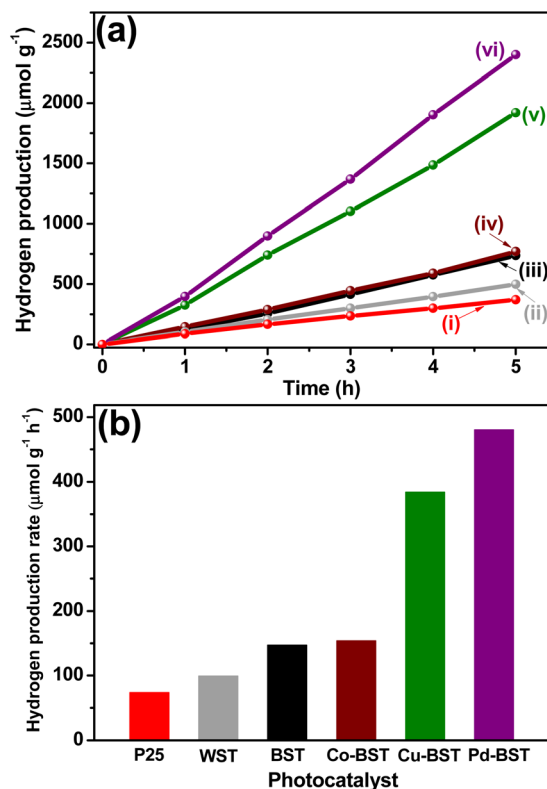 (a)
Hydrogen production (μmol g⁻¹)
2500
2000
1500
1000
500
0
(vi)
(v)
(iv)
(iii)
(ii)
(i)
0 1 2 3 4 5
Time (h)
(b)
Hydrogen production rate (μmol g⁻¹ h⁻¹)
500
400
300
200
100
0
P25 WST BST Co-BST Cu-BST Pd-BST
Photocatalyst